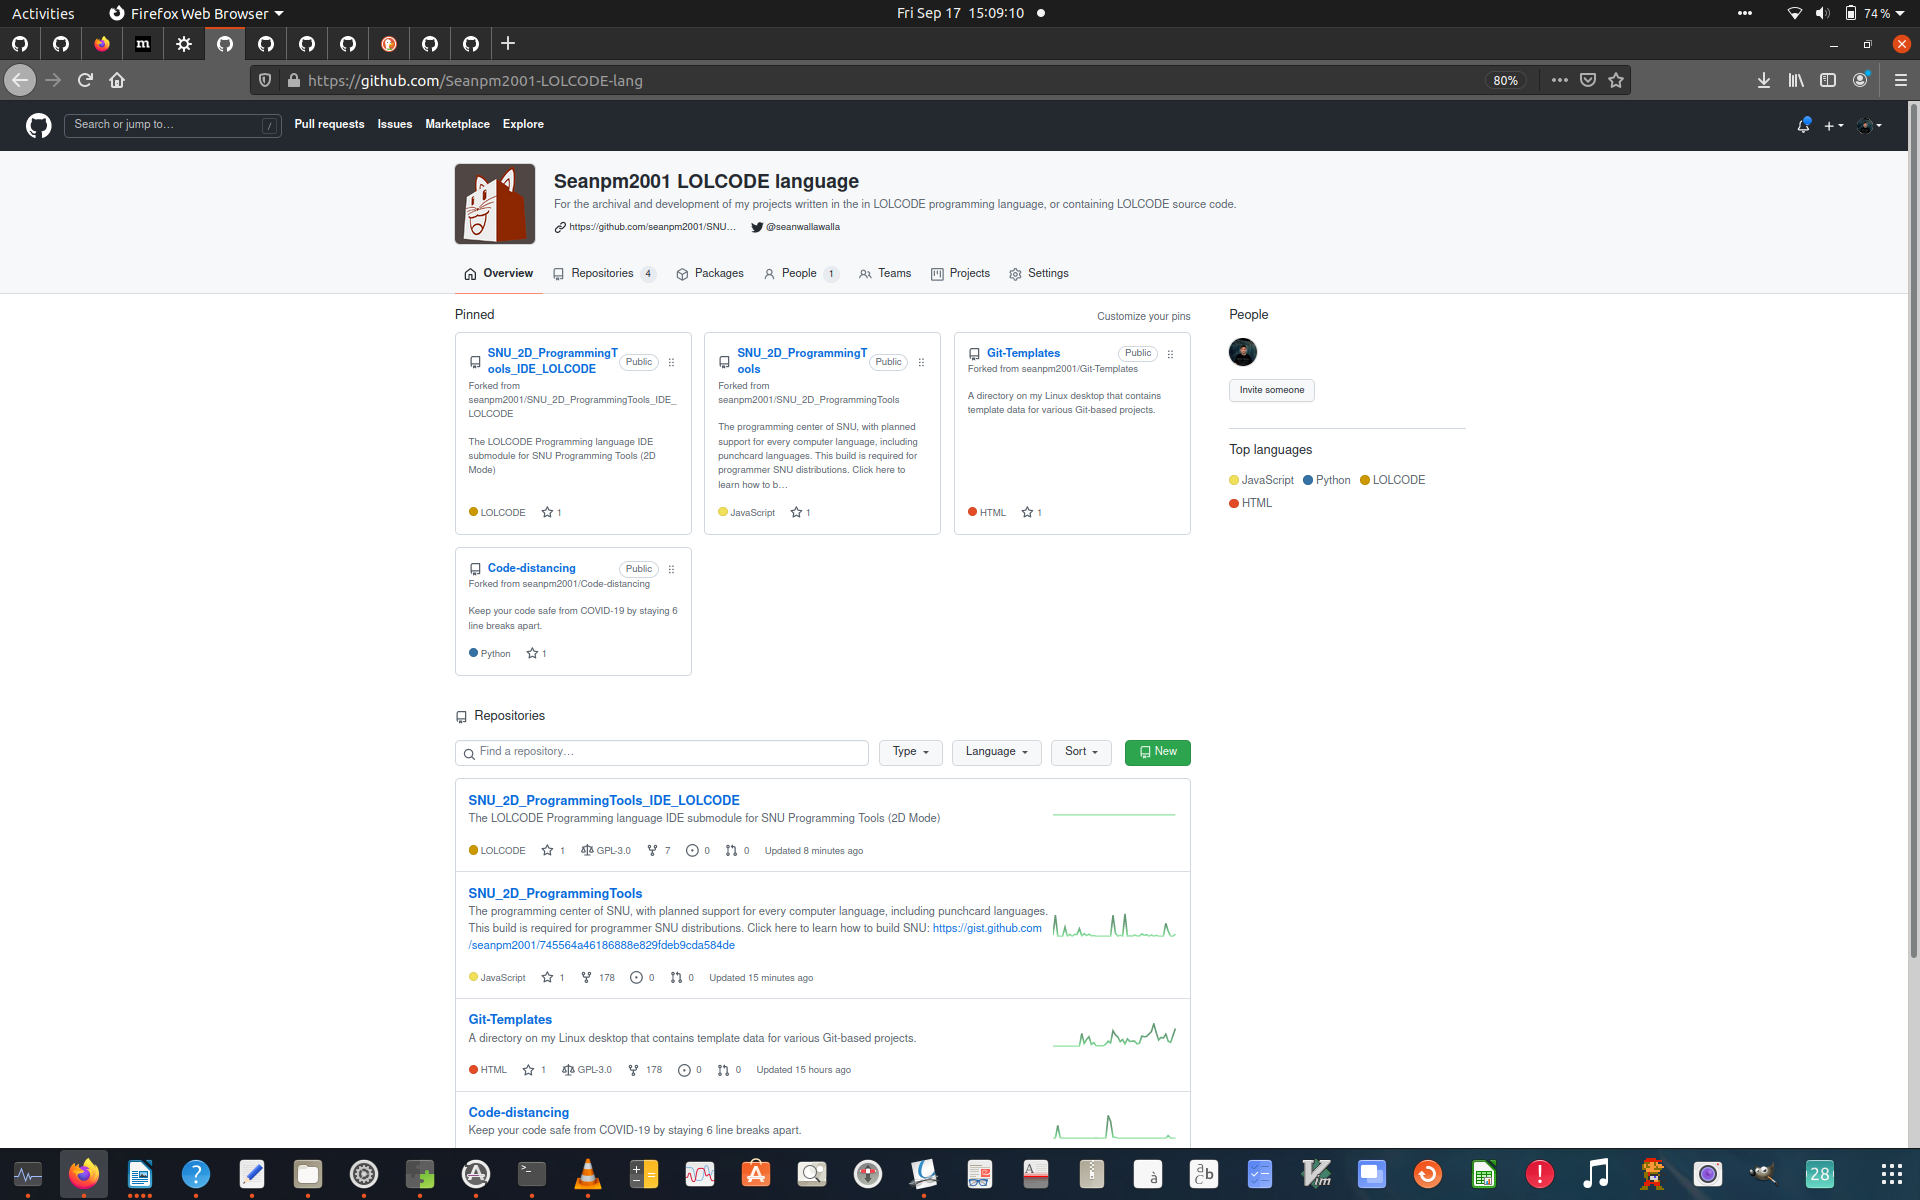 Activities
Firefox Web Browser
Fri Sep 17 15:09:10
74 %
https://github.com/Seanpm2001-LOLCODE-lang
80%
Search or jump to…
/
Pull requests
Issues
Marketplace
Explore
Seanpm2001 LOLCODE language
For the archival and development of my projects written in the in LOLCODE programming language, or containing LOLCODE source code.
https://github.com/seanpm2001/SNU…
@seanwallawalla
Overview
Repositories 4
Packages
People 1
Teams
Projects
Settings
Pinned
Customize your pins
SNU_2D_ProgrammingT
ools_IDE_LOLCODE
Public
Forked from
seanpm2001/SNU_2D_ProgrammingTools_IDE_
LOLCODE
The LOLCODE Programming language IDE
submodule for SNU Programming Tools (2D
Mode)
LOLCODE 1
SNU_2D_ProgrammingT
ools
Public
Forked from
seanpm2001/SNU_2D_ProgrammingTools
The programming center of SNU, with planned
support for every computer language, including
punchcard languages. This build is required for
programmer SNU distributions. Click here to
learn how to b…
JavaScript 1
Git-Templates
Public
Forked from seanpm2001/Git-Templates
A directory on my Linux desktop that contains
template data for various Git-based projects.
HTML 1
Code-distancing
Public
Forked from seanpm2001/Code-distancing
Keep your code safe from COVID-19 by staying 6
line breaks apart.
Python 1
People
Invite someone
Top languages
JavaScript Python LOLCODE
HTML
Repositories
Find a repository…
Type
Language
Sort
New
SNU_2D_ProgrammingTools_IDE_LOLCODE
The LOLCODE Programming language IDE submodule for SNU Programming Tools (2D Mode)
LOLCODE 1 GPL-3.0 7 0 0 Updated 8 minutes ago
SNU_2D_ProgrammingTools
The programming center of SNU, with planned support for every computer language, including punchcard languages.
This build is required for programmer SNU distributions. Click here to learn how to build SNU: https://gist.github.com
/seanpm2001/745564a46186888e829fdeb9cda584de
JavaScript 1 178 0 0 Updated 15 minutes ago
Git-Templates
A directory on my Linux desktop that contains template data for various Git-based projects.
HTML 1 GPL-3.0 178 0 0 Updated 15 hours ago
Code-distancing
Keep your code safe from COVID-19 by staying 6 line breaks apart.
28